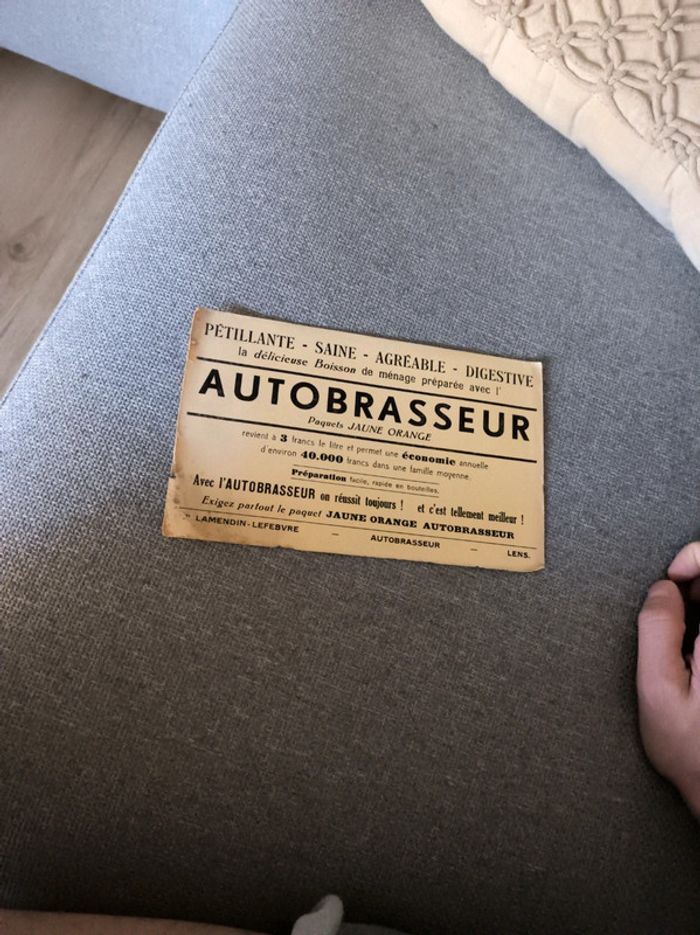 PÉTILLANTE - SAINE - AGRÉABLE - DIGESTIVE
la délicieuse Boisson de ménage préparée avec l'
AUTOBRASSEUR
Paquets JAUNE ORANGE
revient à 3 francs le litre et permet une économie annuelle
d'environ 40.000 francs dans une famille moyenne.
Préparation facile, rapide en bouteilles.
Avec l'AUTOBRASSEUR on réussit toujours ! et c'est tellement meilleur !
Exigez partout le paquet JAUNE ORANGE AUTOBRASSEUR
LAMENDIN-LEFEBVRE — AUTOBRASSEUR — LENS.